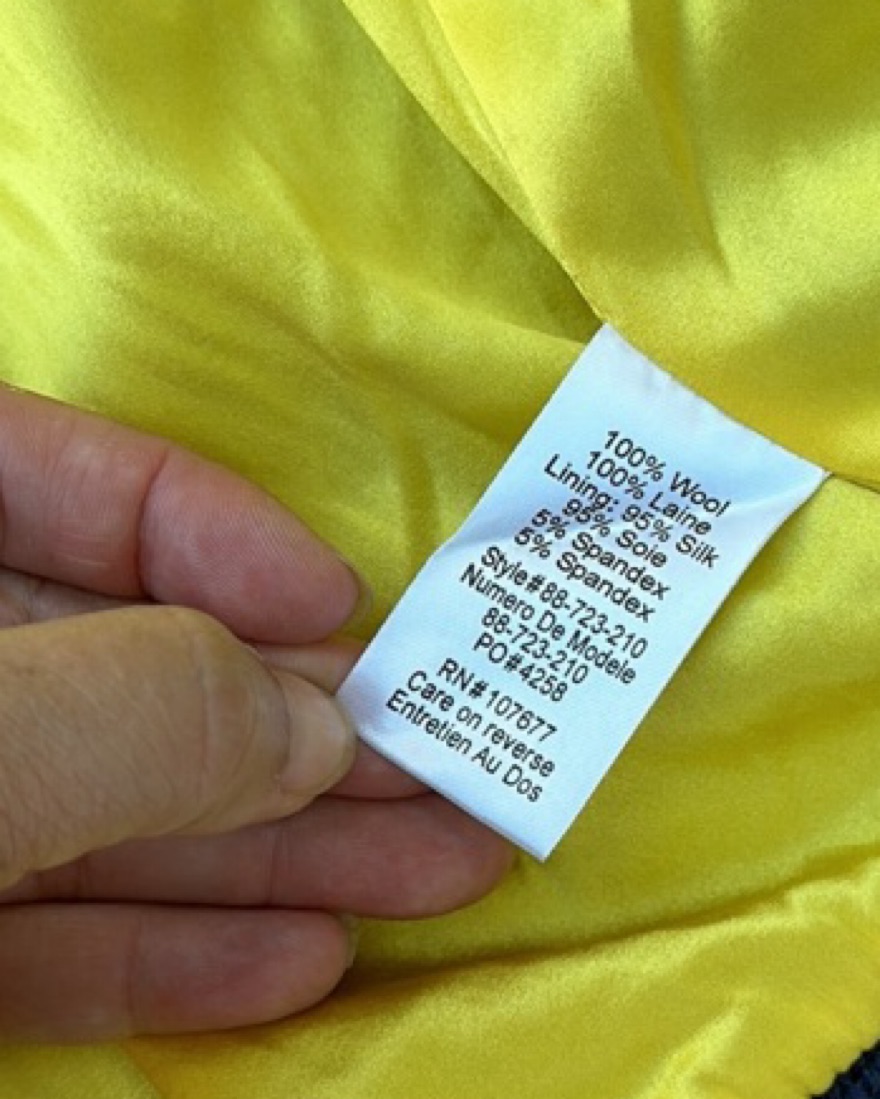 100% Wool
100% Laine
Lining: 95% Silk
95% Soie
5% Spandex
5% Spandex
Style#88-723-210
Numero De Modele
88-723-210
PO#4258
RN#107677
Care on reverse
Entretien Au Dos